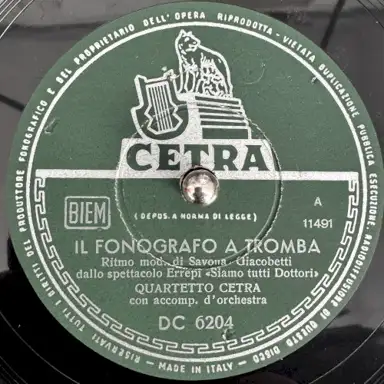 RISERVATI TUTTI I DIRITTI DEL PRODUTTORE FONOGRAFICO E DEL PROPRIETARIO DELL'OPERA RIPRODOTTA - VIETATA DUPLICAZIONE PUBBLICA ESECUZIONE, RADIODIFFUSIONE DI QUESTO DISCO
CETRA
BIEM
(DEPOS. A NORMA DI LEGGE)
A
11491
IL FONOGRAFO A TROMBA
Ritmo mod. di Savona Giacobetti
dallo spettacolo Errepi «Siamo tutti Dottori»
QUARTETTO CETRA
con accomp. d'orchestra
DC 6204
MADE IN ITALY